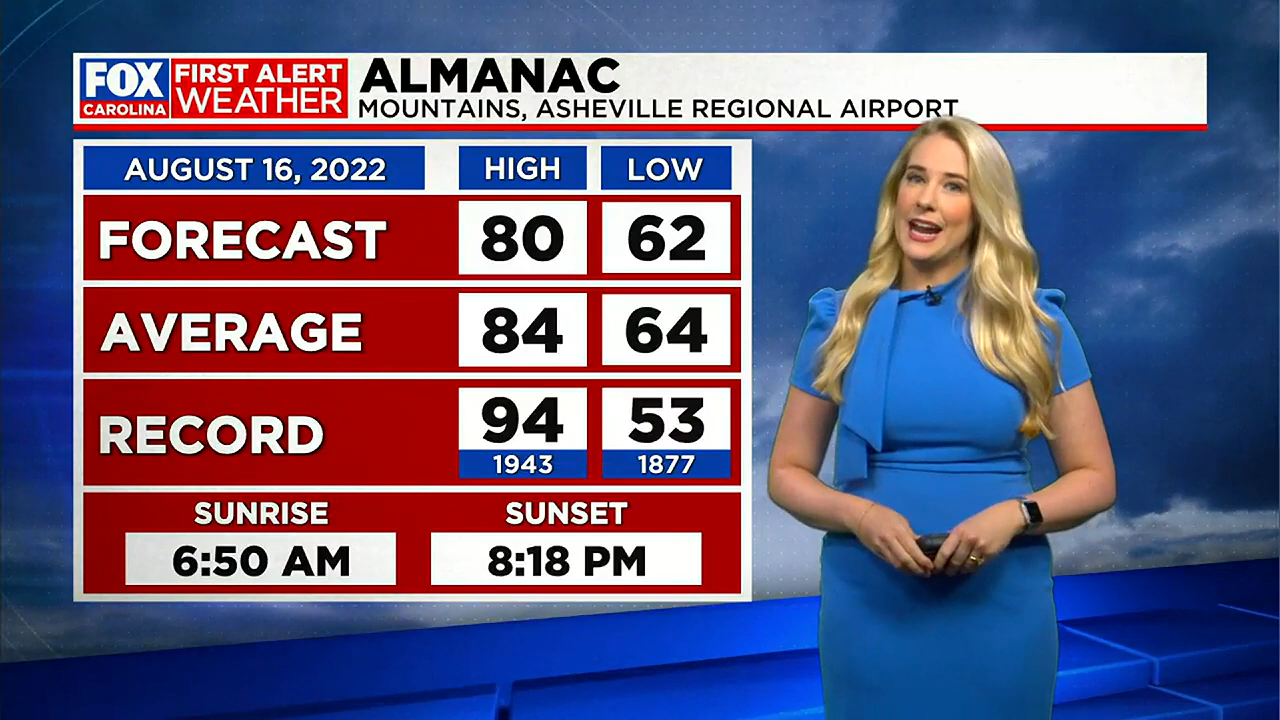 FOX
CAROLINA
FIRST ALERT
WEATHER
ALMANAC
MOUNTAINS, ASHEVILLE REGIONAL AIRPORT
AUGUST 16, 2022 HIGH LOW
FORECAST 80 62
AVERAGE 84 64
RECORD 94 53
1943 1877
SUNRISE SUNSET
6:50 AM 8:18 PM